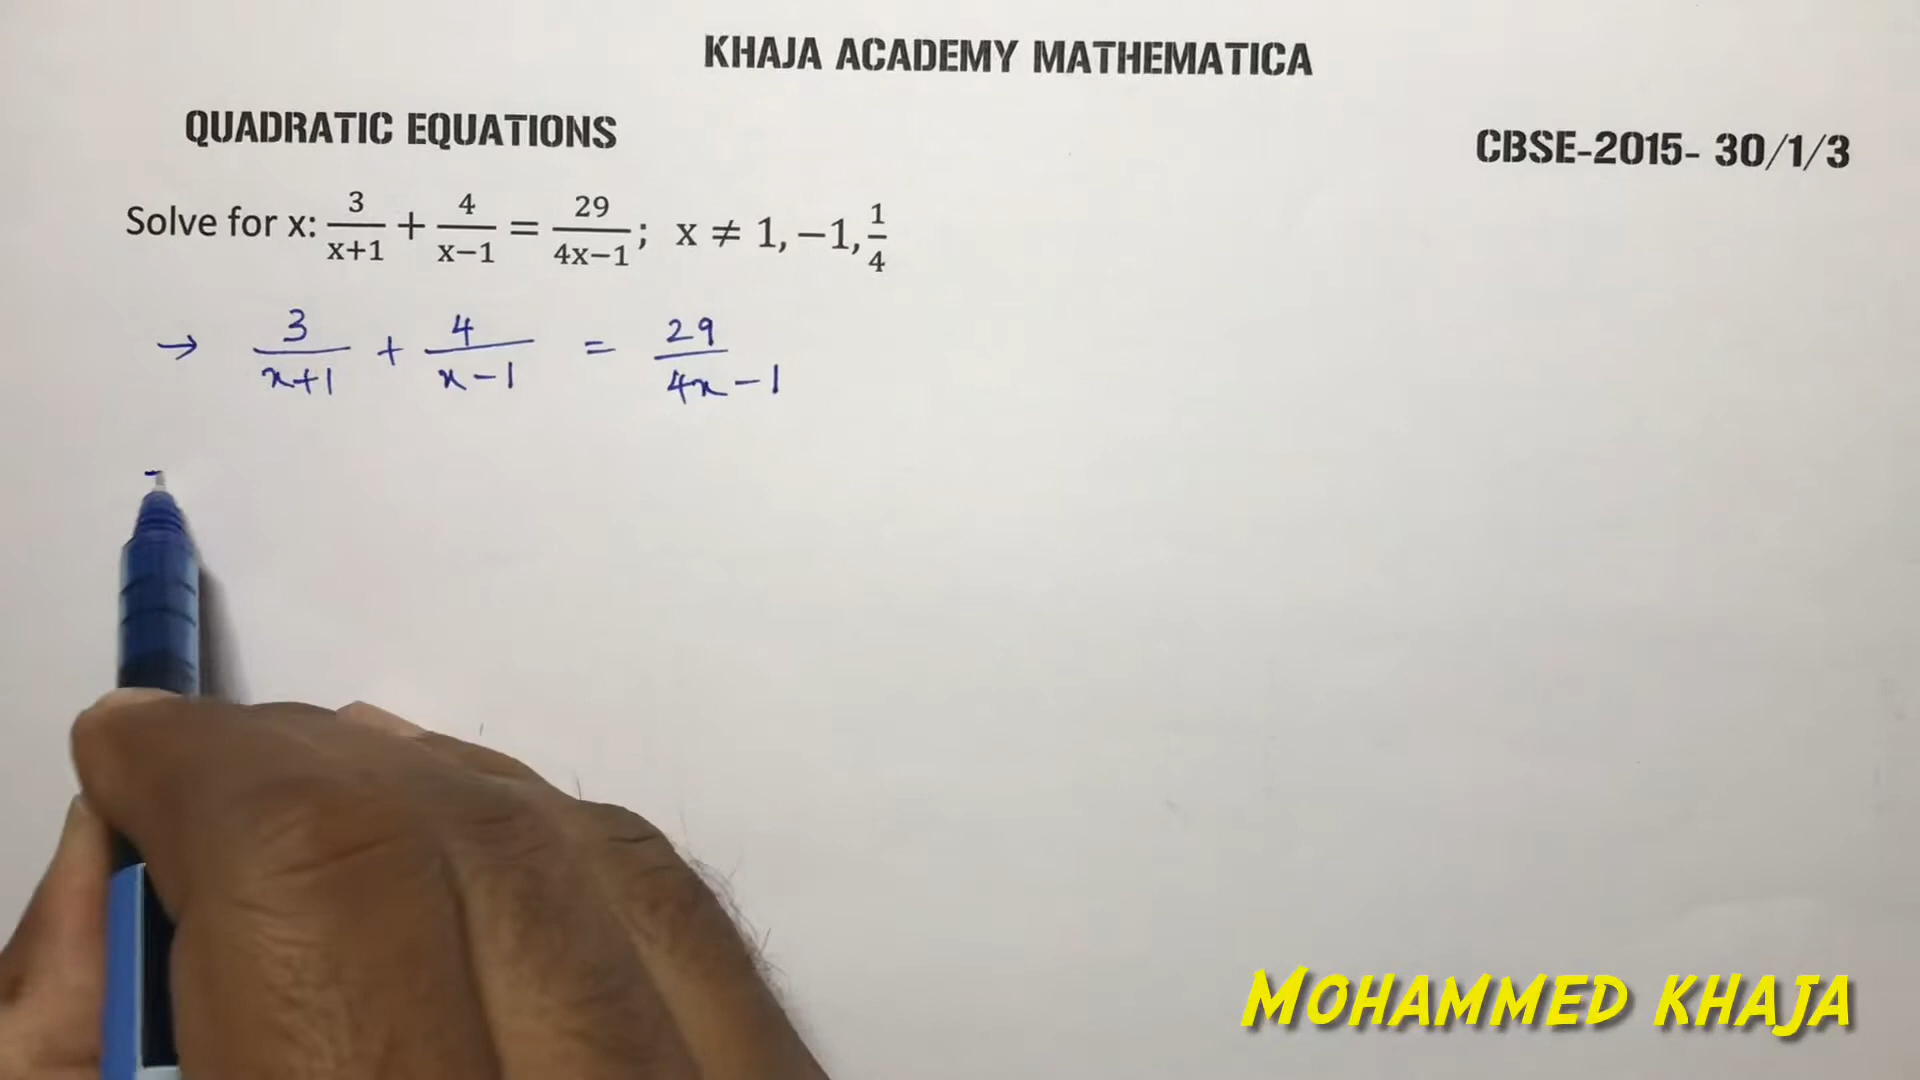 KHAJA ACADEMY MATHEMATICA
QUADRATIC EQUATIONS
CBSE-2015- 30/1/3
Solve for x: 3/(x+1) + 4/(x−1) = 29/(4x−1); x ≠ 1, −1, 1/4
→ 3/(x+1) + 4/(x-1) = 29/(4x-1)
MOHAMMED KHAJA